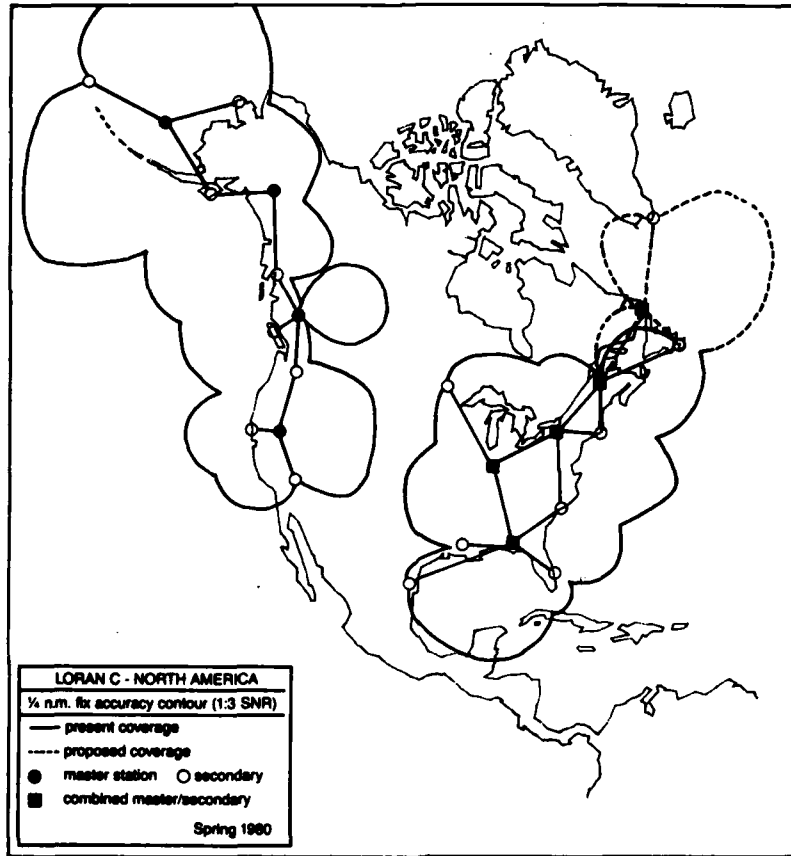 LORAN C - NORTH AMERICA
¼ n.m. fix accuracy contour (1:3 SNR)
present coverage
proposed coverage
master station secondary
combined master/secondary
Spring 1980